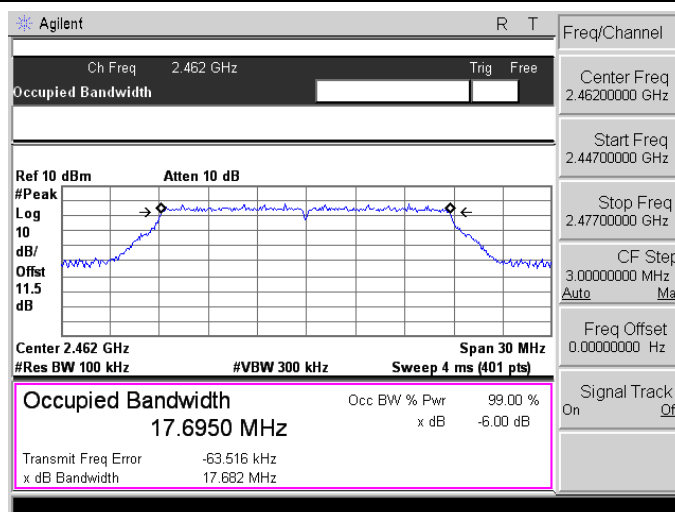 Agilent R T
Freq/Channel
Ch Freq 2.462 GHz Trig Free
Occupied Bandwidth
Center Freq
2.46200000 GHz
Start Freq
2.44700000 GHz
Ref 10 dBm Atten 10 dB
#Peak
Log
10
dB/
Offst
11.5
dB
Stop Freq
2.47700000 GHz
CF Step
3.00000000 MHz
Auto Ma
Freq Offset
0.00000000 Hz
Center 2.462 GHz Span 30 MHz
#Res BW 100 kHz #VBW 300 kHz Sweep 4 ms (401 pts)
Signal Track
On Of
Occupied Bandwidth
17.6950 MHz
Occ BW % Pwr 99.00 %
x dB -6.00 dB
Transmit Freq Error -63.516 kHz
x dB Bandwidth 17.682 MHz